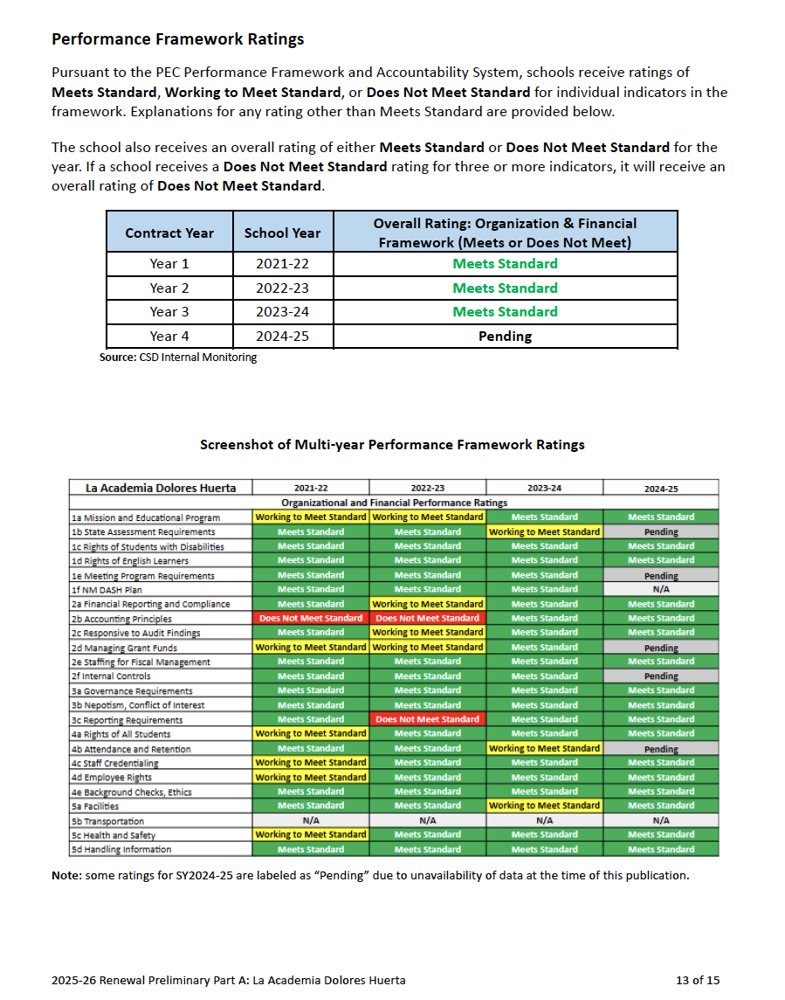 Performance Framework Ratings
Pursuant to the PEC Performance Framework and Accountability System, schools receive ratings of
Meets Standard, Working to Meet Standard, or Does Not Meet Standard for individual indicators in the
framework. Explanations for any rating other than Meets Standard are provided below.
The school also receives an overall rating of either Meets Standard or Does Not Meet Standard for the
year. If a school receives a Does Not Meet Standard rating for three or more indicators, it will receive an
overall rating of Does Not Meet Standard.
Contract Year School Year Overall Rating: Organization & Financial
Framework (Meets or Does Not Meet)
Year 1 2021-22 Meets Standard
Year 2 2022-23 Meets Standard
Year 3 2023-24 Meets Standard
Year 4 2024-25 Pending
Source: CSD Internal Monitoring
Screenshot of Multi-year Performance Framework Ratings
La Academia Dolores Huerta 2021-22 2022-23 2023-24 2024-25
Organizational and Financial Performance Ratings
1a Mission and Educational Program Working to Meet Standard Working to Meet Standard Meets Standard Meets Standard
1b State Assessment Requirements Meets Standard Meets Standard Working to Meet Standard Pending
1c Rights of Students with Disabilities Meets Standard Meets Standard Meets Standard Meets Standard
1d Rights of English Learners Meets Standard Meets Standard Meets Standard Meets Standard
1e Meeting Program Requirements Meets Standard Meets Standard Meets Standard Pending
1f NM DASH Plan Meets Standard Meets Standard Meets Standard N/A
2a Financial Reporting and Compliance Meets Standard Working to Meet Standard Meets Standard Meets Standard
2b Accounting Principles Does Not Meet Standard Does Not Meet Standard Meets Standard Meets Standard
2c Responsive to Audit Findings Meets Standard Working to Meet Standard Meets Standard Meets Standard
2d Managing Grant Funds Working to Meet Standard Working to Meet Standard Meets Standard Pending
2e Staffing for Fiscal Management Meets Standard Meets Standard Meets Standard Meets Standard
2f Internal Controls Meets Standard Meets Standard Meets Standard Pending
3a Governance Requirements Meets Standard Meets Standard Meets Standard Meets Standard
3b Nepotism, Conflict of Interest Meets Standard Meets Standard Meets Standard Meets Standard
3c Reporting Requirements Meets Standard Does Not Meet Standard Meets Standard Meets Standard
4a Rights of All Students Working to Meet Standard Meets Standard Meets Standard Meets Standard
4b Attendance and Retention Meets Standard Meets Standard Working to Meet Standard Pending
4c Staff Credentialing Working to Meet Standard Meets Standard Meets Standard Meets Standard
4d Employee Rights Working to Meet Standard Meets Standard Meets Standard Meets Standard
4e Background Checks, Ethics Meets Standard Meets Standard Meets Standard Meets Standard
5a Facilities Meets Standard Meets Standard Working to Meet Standard Meets Standard
5b Transportation N/A N/A N/A N/A
5c Health and Safety Working to Meet Standard Meets Standard Meets Standard Meets Standard
5d Handling Information Meets Standard Meets Standard Meets Standard Meets Standard
Note: some ratings for SY2024-25 are labeled as “Pending” due to unavailability of data at the time of this publication.
2025-26 Renewal Preliminary Part A: La Academia Dolores Huerta 13 of 15